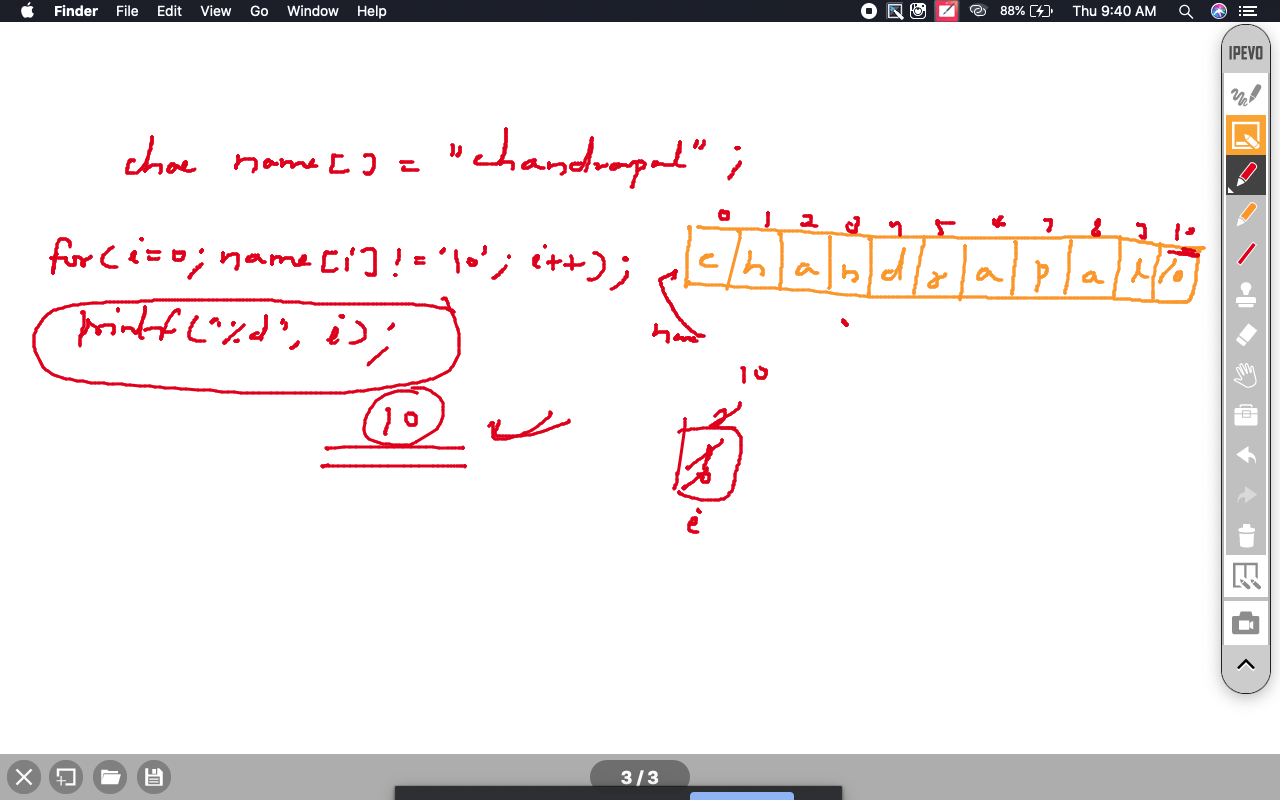 Finder File Edit View Go Window Help 88% Thu 9:40 AM
IPEVO
char name[] = "chandrapal";
0 1 2 3 4 5 6 7 8 9 10
for(i=0; name[i] != '\0'; i++);
c h a n d r a p a l \0
printf("%d", i);
name
10
10
i
3 / 3